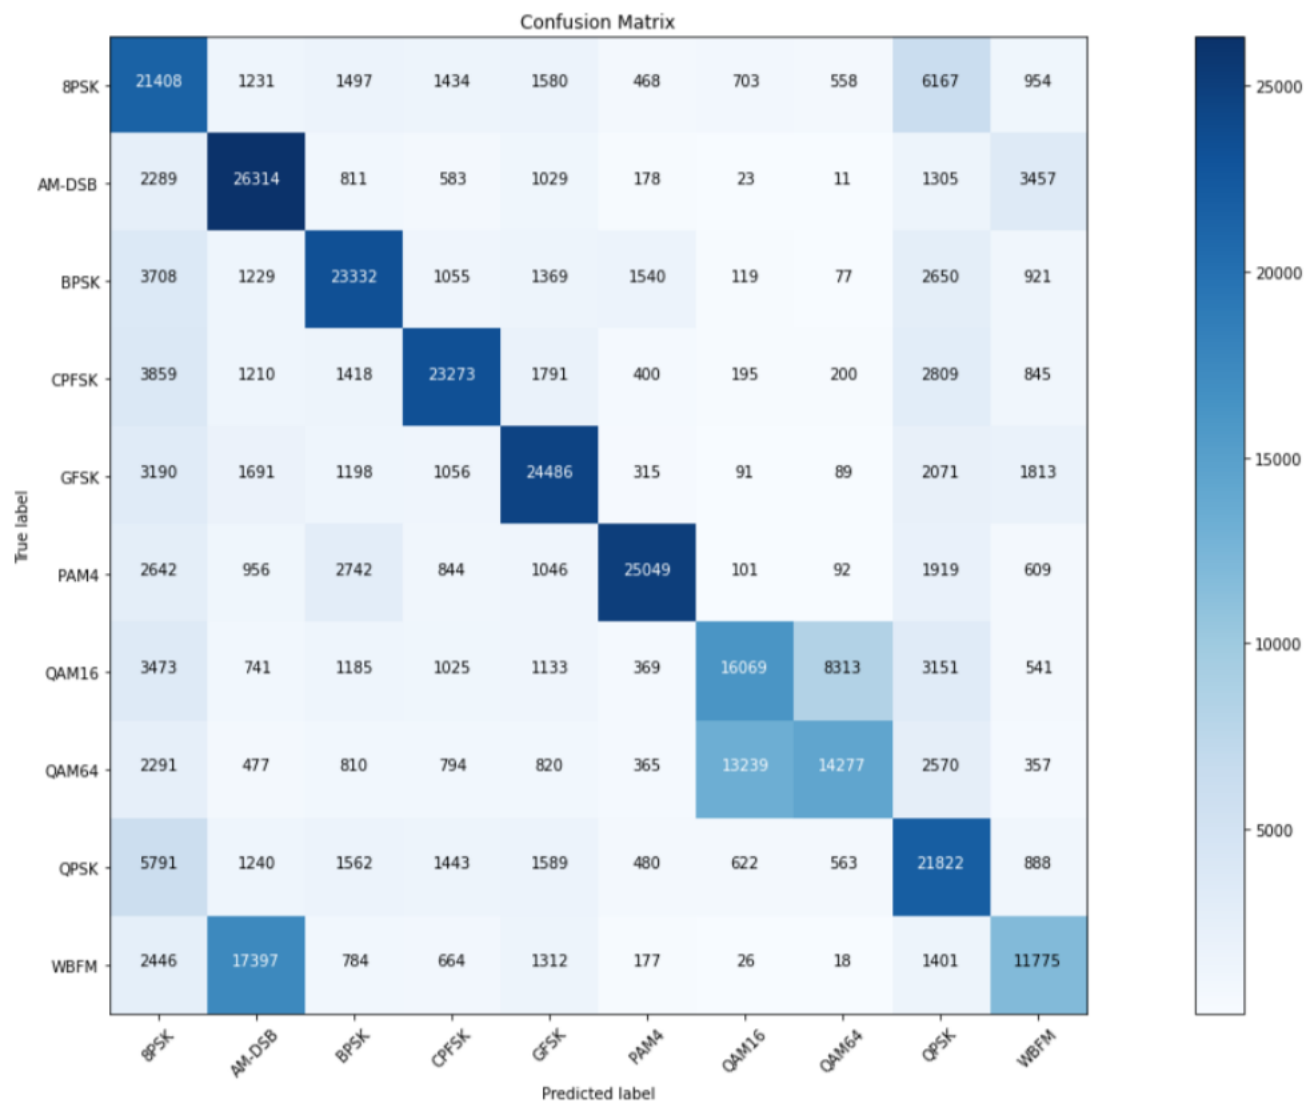 Confusion Matrix
8PSK 21408 1231 1497 1434 1580 468 703 558 6167 954
AM-DSB 2289 26314 811 583 1029 178 23 11 1305 3457
BPSK 3708 1229 23332 1055 1369 1540 119 77 2650 921
CPFSK 3859 1210 1418 23273 1791 400 195 200 2809 845
GFSK 3190 1691 1198 1056 24486 315 91 89 2071 1813
PAM4 2642 956 2742 844 1046 25049 101 92 1919 609
QAM16 3473 741 1185 1025 1133 369 16069 8313 3151 541
QAM64 2291 477 810 794 820 365 13239 14277 2570 357
QPSK 5791 1240 1562 1443 1589 480 622 563 21822 888
WBFM 2446 17397 784 664 1312 177 26 18 1401 11775
8PSK AM-DSB BPSK CPFSK GFSK PAM4 QAM16 QAM64 QPSK WBFM
Predicted label
True label
25000
20000
15000
10000
5000